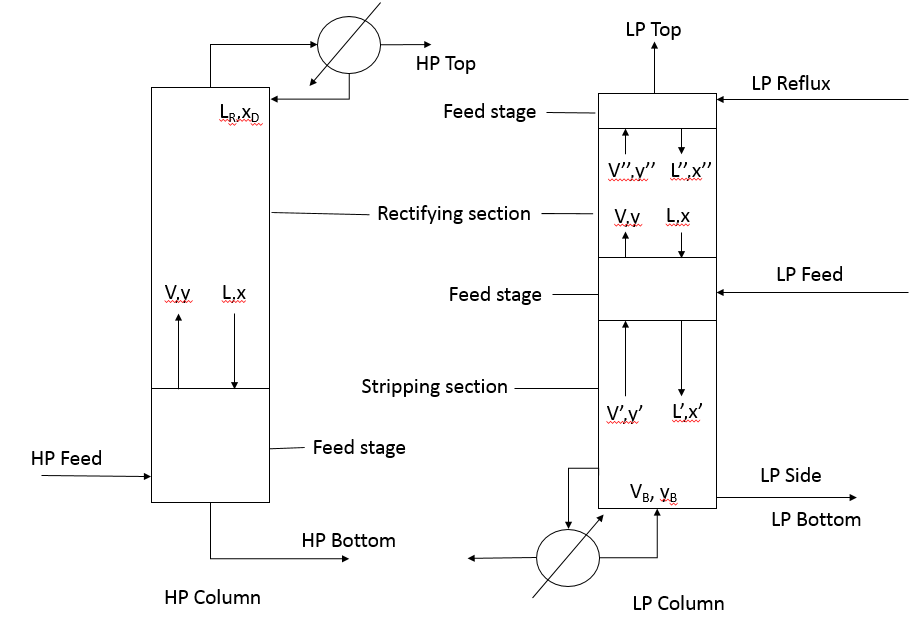 HP Top
L_R,x_D
V,y
L,x
HP Feed
HP Bottom
HP Column
Rectifying section
Feed stage
LP Top
LP Reflux
Feed stage
V'',y''
L'',x''
V,y
L,x
LP Feed
Feed stage
Stripping section
V',y'
L',x'
V_B, y_B
LP Side
LP Bottom
LP Column